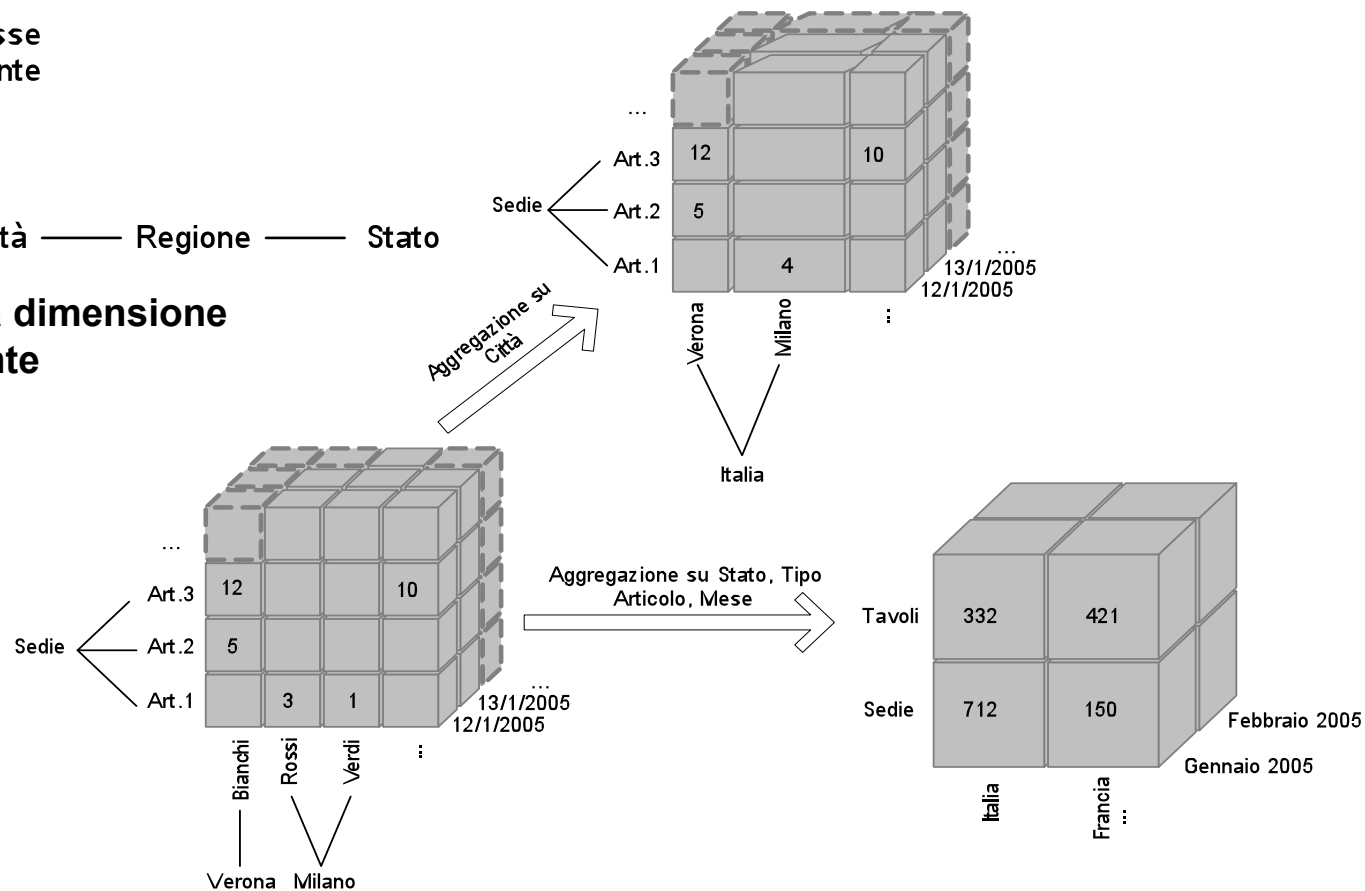 sse
nte
tà Regione Stato
dimensione
nte
...
Art.3 12 10
Sedie Art.2 5
Art.1 4
...
13/1/2005
12/1/2005
Verona Milano ...
Italia
Aggregazione su
Città
...
Art.3 12 10
Sedie Art.2 5
Art.1 3 1
...
13/1/2005
12/1/2005
Bianchi Rossi Verdi ...
Verona Milano
Aggregazione su Stato, Tipo
Articolo, Mese
Tavoli 332 421
Sedie 712 150
Febbraio 2005
Gennaio 2005
Italia Francia ...